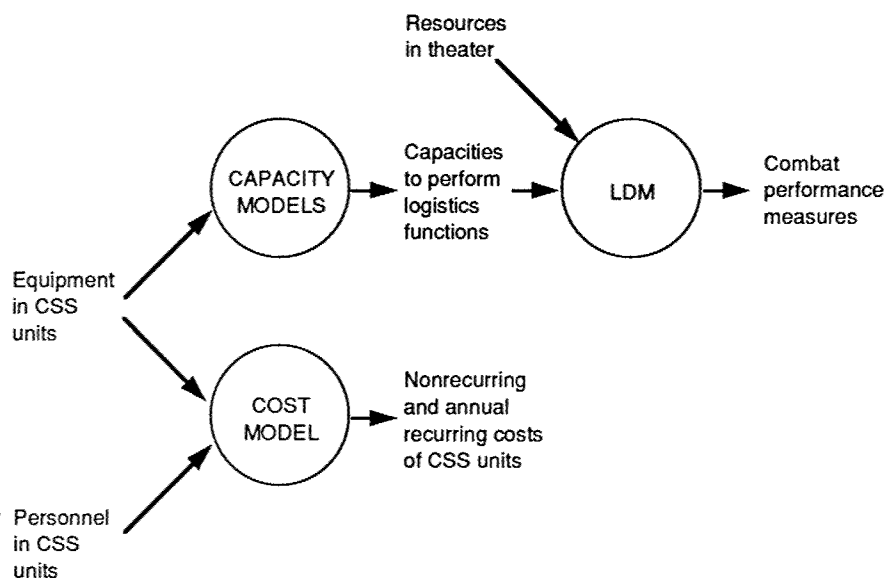 Resources
in theater
CAPACITY
MODELS
Capacities
to perform
logistics
functions
LDM
Combat
performance
measures
Equipment
in CSS
units
COST
MODEL
Nonrecurring
and annual
recurring costs
of CSS units
Personnel
in CSS
units